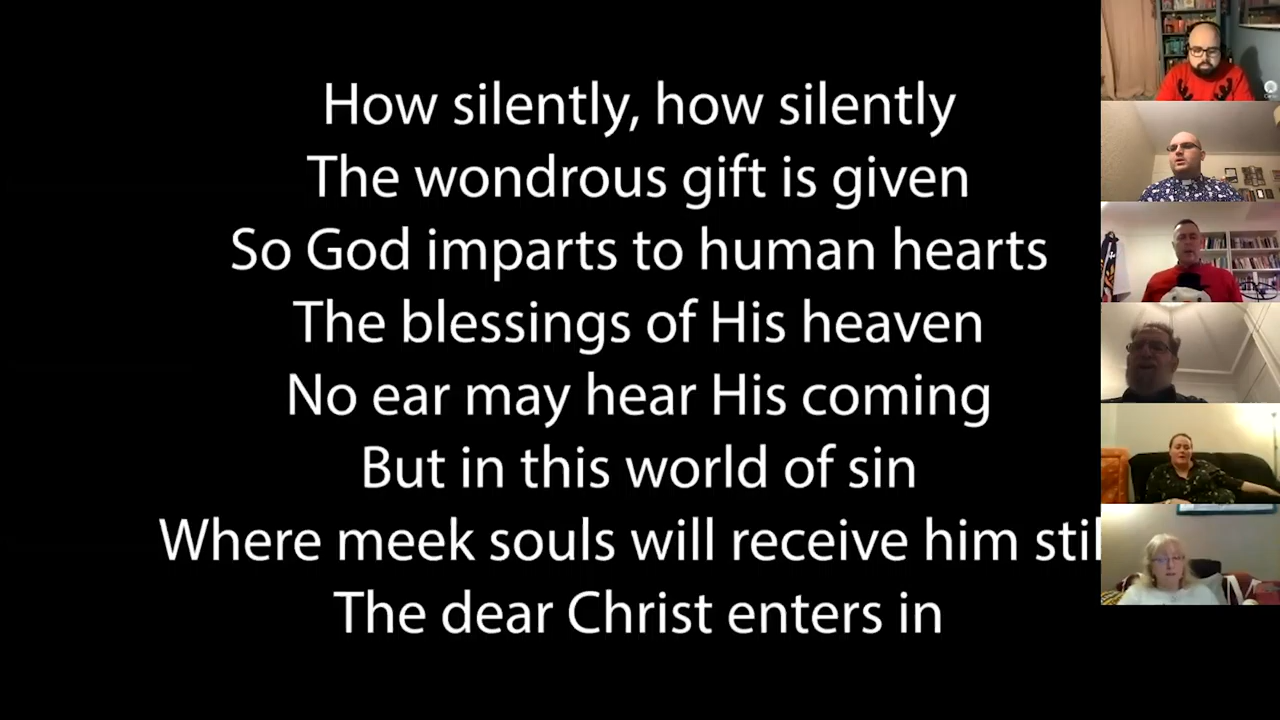 How silently, how silently
The wondrous gift is given
So God imparts to human hearts
The blessings of His heaven
No ear may hear His coming
But in this world of sin
Where meek souls will receive him stil
The dear Christ enters in